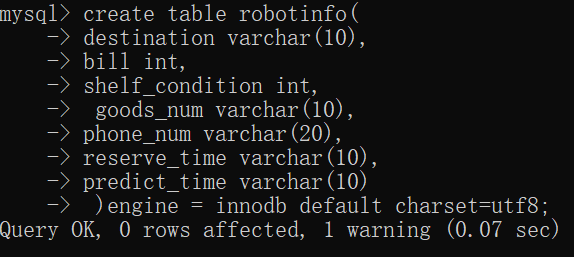 mysql> create table robotinfo(
    -> destination varchar(10),
    -> bill int,
    -> shelf_condition int,
    ->  goods_num varchar(10),
    -> phone_num varchar(20),
    -> reserve_time varchar(10),
    -> predict_time varchar(10)
    ->  )engine = innodb default charset=utf8;
Query OK, 0 rows affected, 1 warning (0.07 sec)